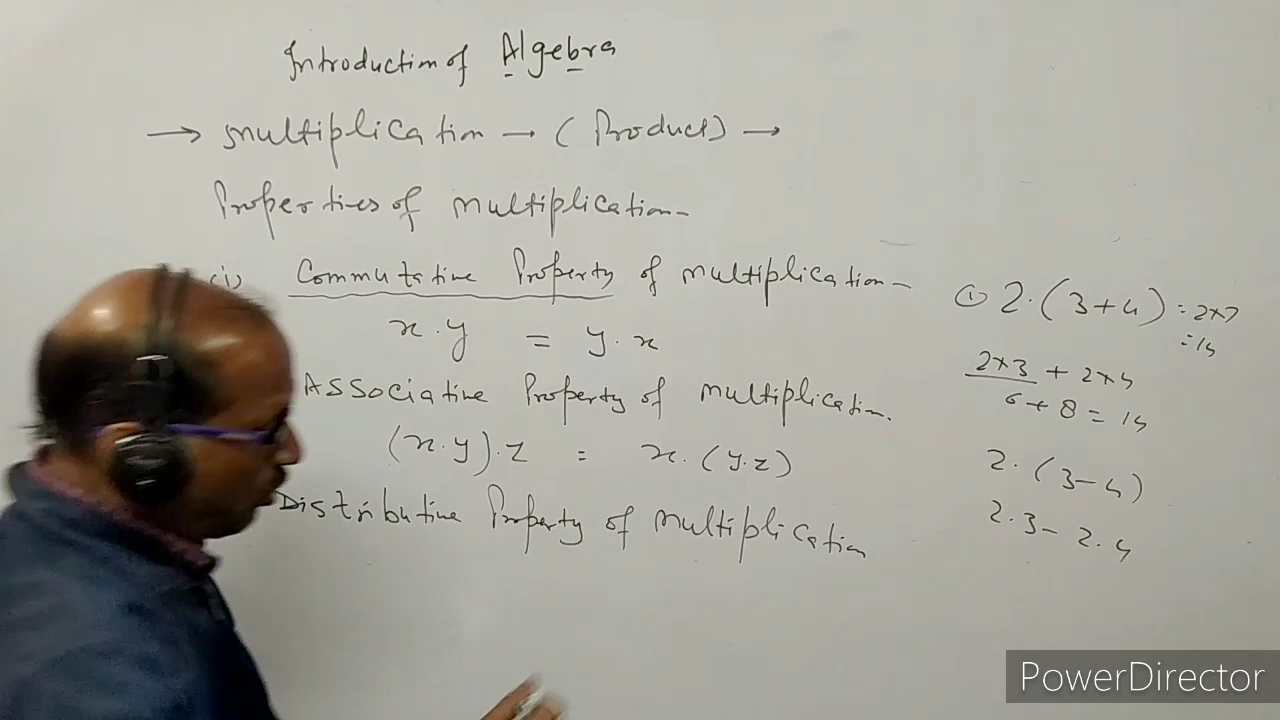 Introduction of Algebra
→ multiplication → (Product) →
Properties of multiplication-
(i) Commutative Property of multiplication-
x.y = y.x
Associative Property of multiplication.
(x.y).z = x.(y.z)
Distributive Property of multiplication
① 2.(3+4) = 2×7
= 14
2×3 + 2×4
6+8 = 14
2.(3-4)
2.3- 2.4
PowerDirector